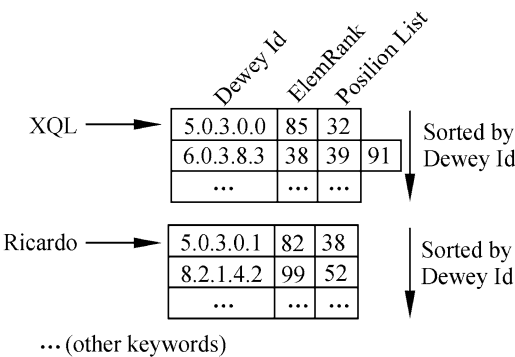 Dewey Id ElemRank Posilion List
XQL 5.0.3.0.0 85 32
6.0.3.8.3 38 39 91
... ... ...
Sorted by
Dewey Id
Ricardo 5.0.3.0.1 82 38
8.2.1.4.2 99 52
... ... ...
Sorted by
Dewey Id
... (other keywords)